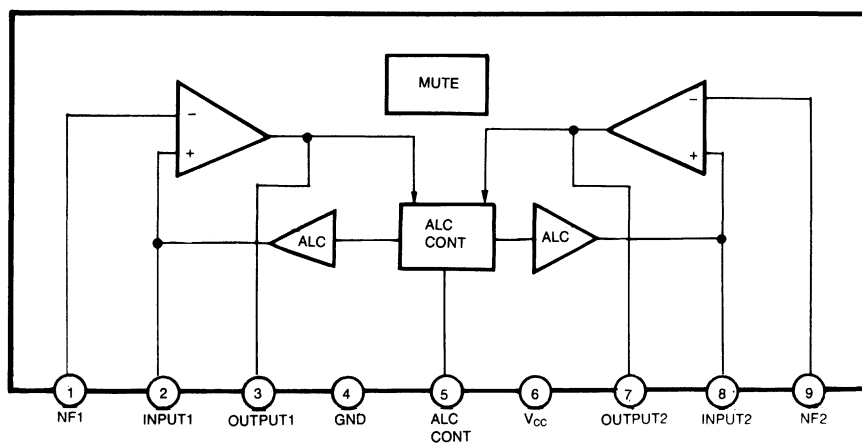 MUTE
−
+
−
+
ALC
ALC
CONT
ALC
1
2
3
4
5
6
7
8
9
NF1
INPUT1
OUTPUT1
GND
ALC
CONT
VCC
OUTPUT2
INPUT2
NF2